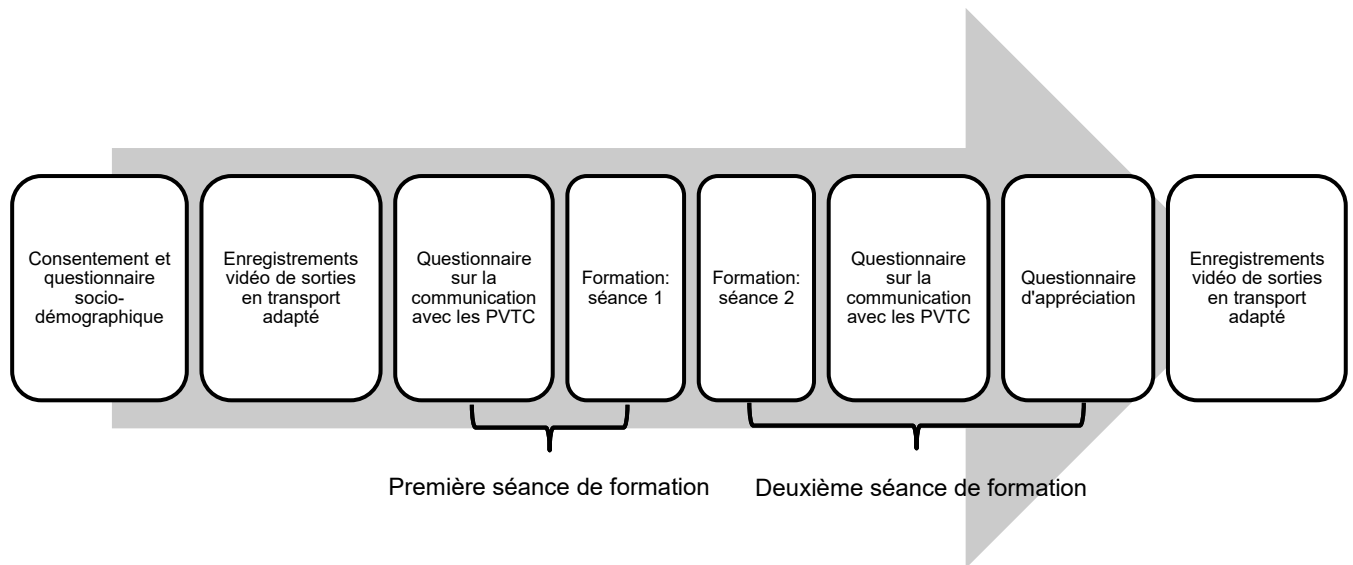 Consentement et
questionnaire
socio-
démographique
Enregistrements
vidéo de sorties
en transport
adapté
Questionnaire
sur la
communication
avec les PVTC
Formation:
séance 1
Formation:
séance 2
Questionnaire
sur la
communication
avec les PVTC
Questionnaire
d'appréciation
Enregistrements
vidéo de sorties
en transport
adapté
Première séance de formation
Deuxième séance de formation